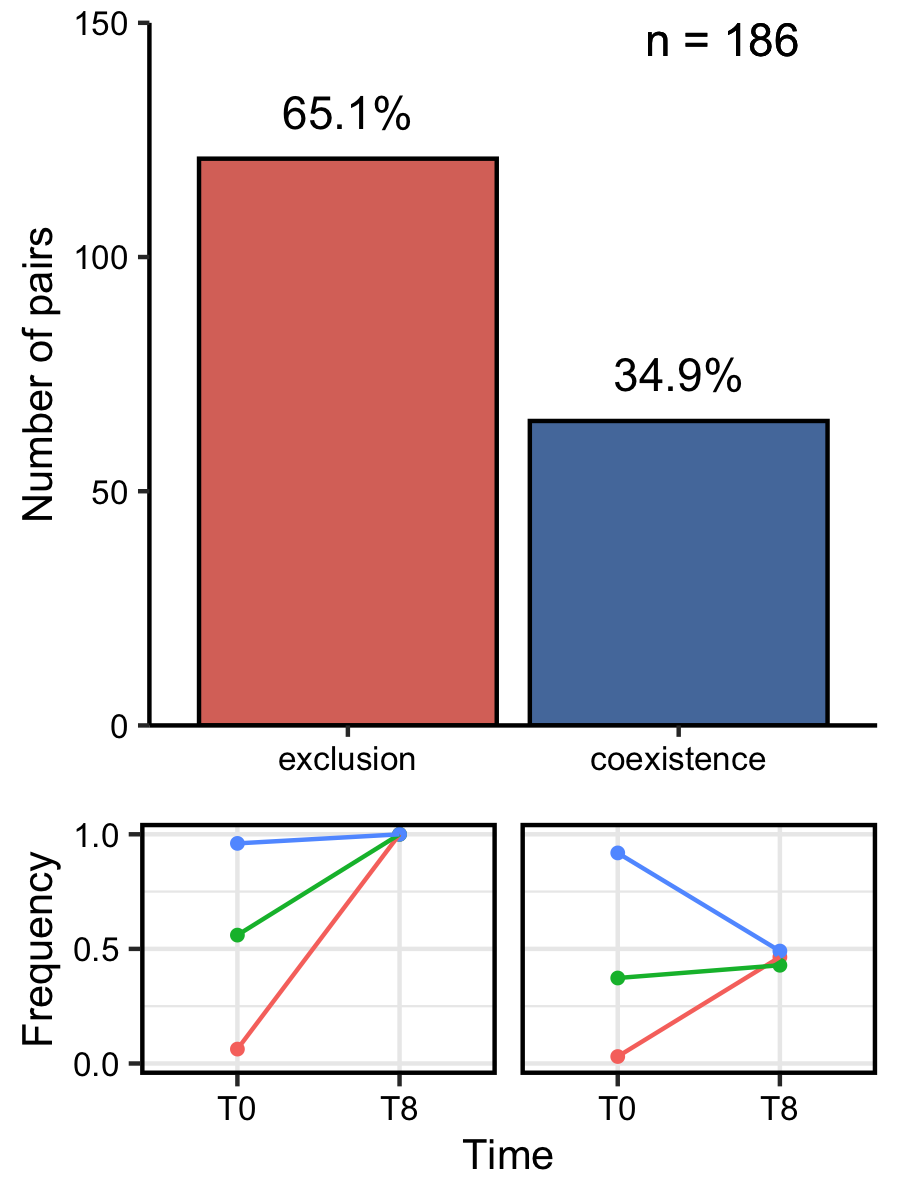 150
n = 186
65.1%
Number of pairs
100
34.9%
50
0
exclusion
coexistence
Frequency
1.0
0.5
0.0
T0
T8
T0
T8
Time